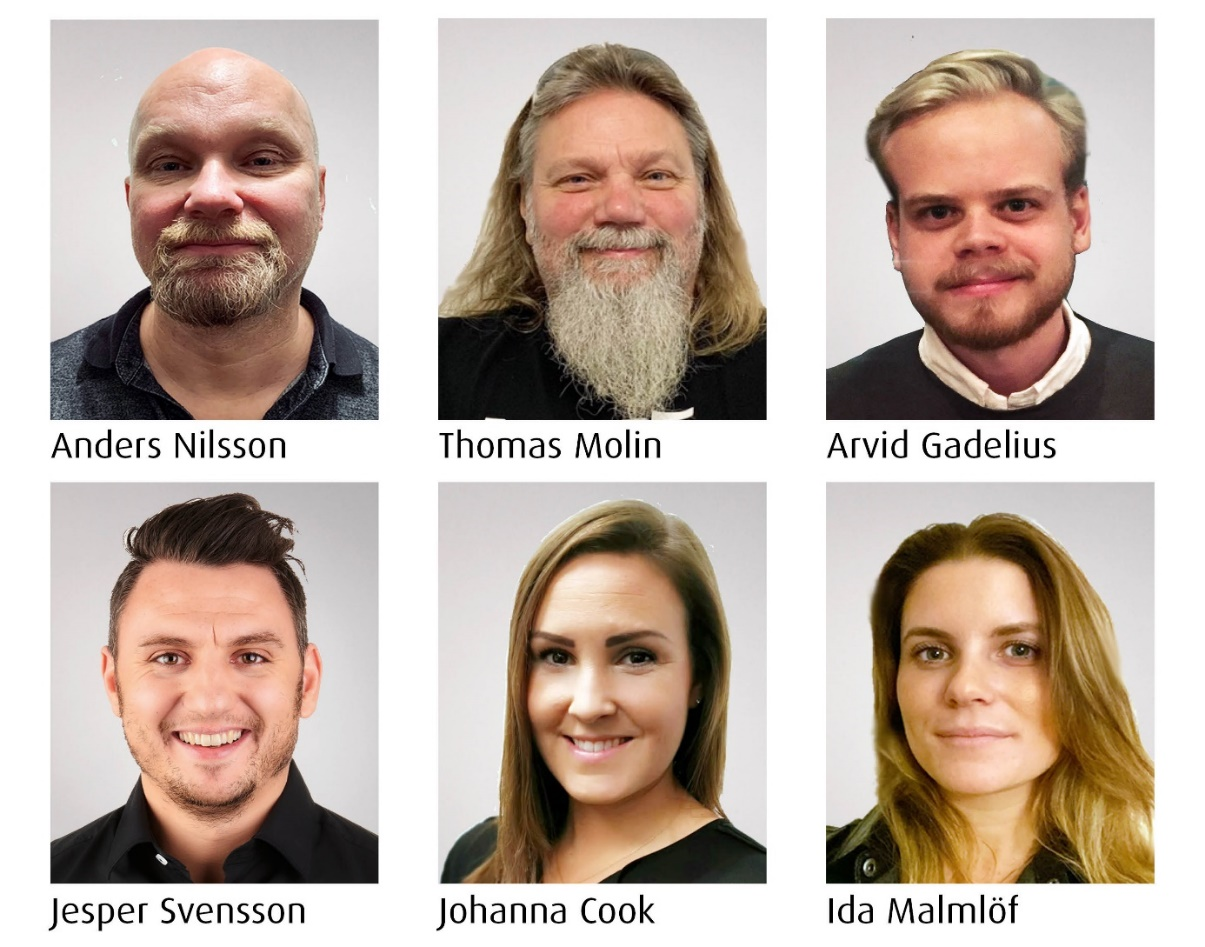 Anders Nilsson
Thomas Molin
Arvid Gadelius
Jesper Svensson
Johanna Cook
Ida Malmlöf